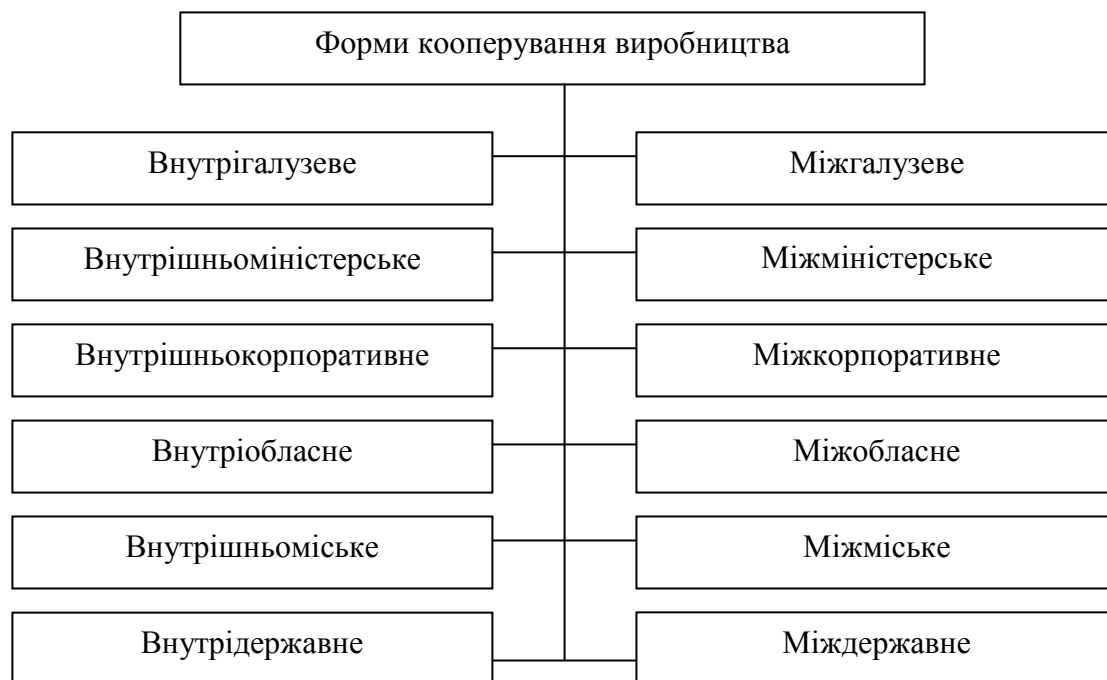 Форми кооперування виробництва
Внутрігалузеве
Міжгалузеве
Внутрішньоміністерське
Міжміністерське
Внутрішньокорпоративне
Міжкорпоративне
Внутріобласне
Міжобласне
Внутрішньоміське
Міжміське
Внутрідержавне
Міждержавне